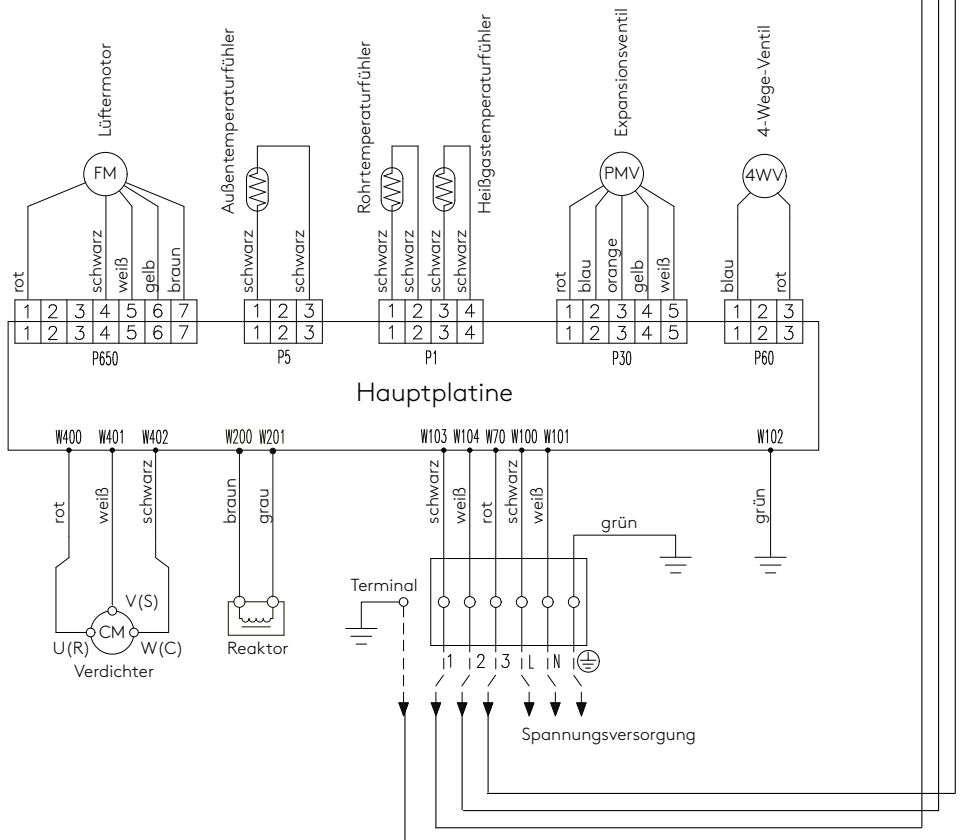 Lüftermotor
Außentemperaturfühler
Rohrtemperaturfühler
Heißgastemperaturfühler
Expansionsventil
4-Wege-Ventil
FM
PMV
4WV
rot
schwarz
weiß
gelb
braun
schwarz
schwarz
schwarz
schwarz
schwarz
schwarz
rot
blau
orange
gelb
weiß
blau
rot
1 2 3 4 5 6 7
1 2 3
1 2 3 4
1 2 3 4 5
1 2 3
1 2 3 4 5 6 7
1 2 3
1 2 3 4
1 2 3 4 5
1 2 3
P650
P5
P1
P30
P60
Hauptplatine
W400 W401 W402
W200 W201
W103 W104 W70 W100 W101
W102
rot
weiß
schwarz
braun
grau
schwarz
weiß
rot
schwarz
weiß
grün
grün
Terminal
V(S)
CM
U(R)
W(C)
Verdichter
Reaktor
1 2 3 L N
Spannungsversorgung